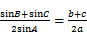 sinB+sinC / 2sinA = b+c / 2a